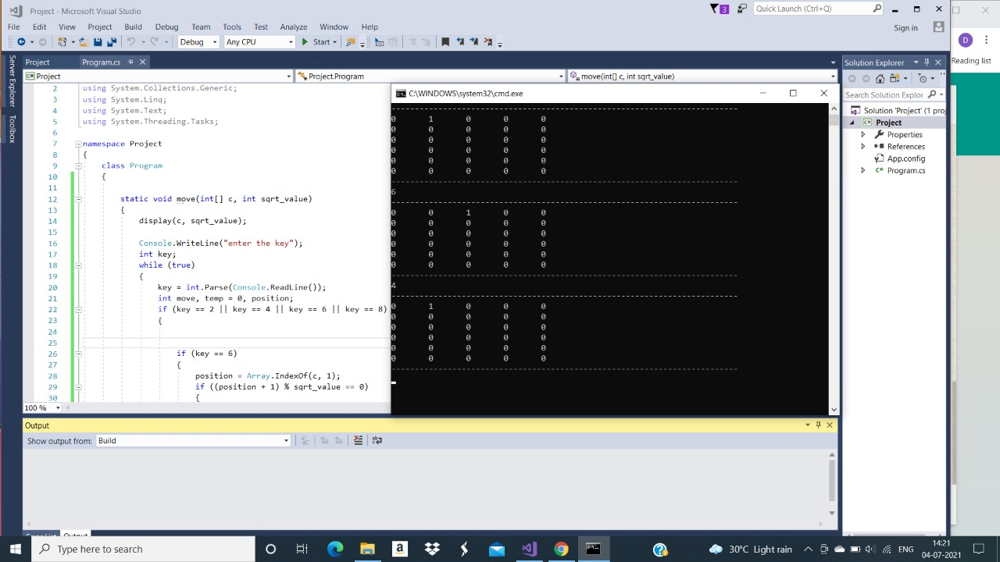 Project - Microsoft Visual Studio
3
Quick Launch (Ctrl+Q)
File Edit View Project Build Debug Team Tools Test Analyze Window Help
Sign in
Debug Any CPU Start
D
Reading list
Server Explorer
Toolbox
Project Program.cs
Project Project.Program move(int[] c, int sqrt_value)
2 using System.Collections.Generic;
3 using System.Linq;
4 using System.Text;
5 using System.Threading.Tasks;
6
7 namespace Project
8 {
9 class Program
10 {
11
12 static void move(int[] c, int sqrt_value)
13 {
14 display(c, sqrt_value);
15
16 Console.WriteLine("enter the key");
17 int key;
18 while (true)
19 {
20 key = int.Parse(Console.ReadLine());
21 int move, temp = 0, position;
22 if (key == 2 || key == 4 || key == 6 || key == 8)
23 {
24
25
26 if (key == 6)
27 {
28 position = Array.IndexOf(c, 1);
29 if ((position + 1) % sqrt_value == 0)
30 {
100 %
C:\WINDOWS\system32\cmd.exe
0 1 0 0 0
0 0 0 0 0
0 0 0 0 0
0 0 0 0 0
0 0 0 0 0
0 0 0 0 0
6
0 0 1 0 0
0 0 0 0 0
0 0 0 0 0
0 0 0 0 0
0 0 0 0 0
0 0 0 0 0
4
0 1 0 0 0
0 0 0 0 0
0 0 0 0 0
0 0 0 0 0
0 0 0 0 0
0 0 0 0 0
Solution Explorer
Search Solution Explor
Solution 'Project' (1 proj
Project
Properties
References
App.config
Program.cs
Output
Show output from: Build
Error List Output
Type here to search
30°C Light rain
ENG
14:21
04-07-2021